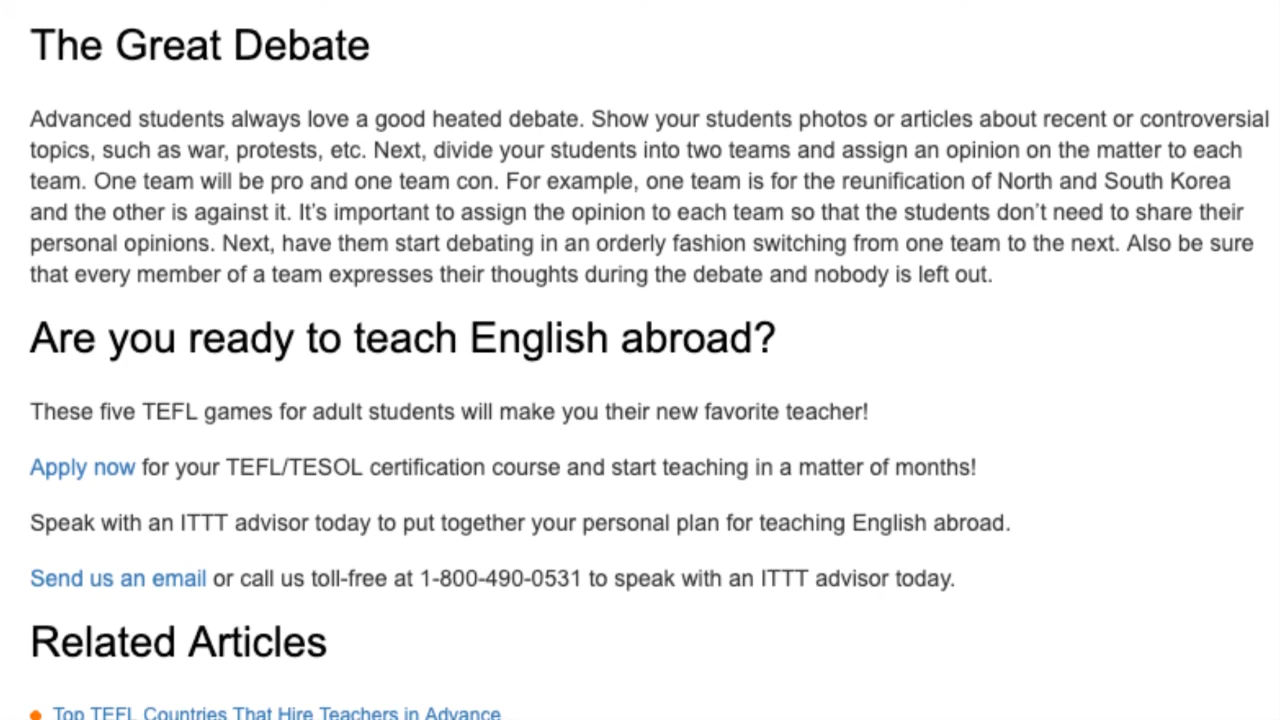 The Great Debate
Advanced students always love a good heated debate. Show your students photos or articles about recent or controversial
topics, such as war, protests, etc. Next, divide your students into two teams and assign an opinion on the matter to each
team. One team will be pro and one team con. For example, one team is for the reunification of North and South Korea
and the other is against it. It’s important to assign the opinion to each team so that the students don’t need to share their
personal opinions. Next, have them start debating in an orderly fashion switching from one team to the next. Also be sure
that every member of a team expresses their thoughts during the debate and nobody is left out.
Are you ready to teach English abroad?
These five TEFL games for adult students will make you their new favorite teacher!
Apply now for your TEFL/TESOL certification course and start teaching in a matter of months!
Speak with an ITTT advisor today to put together your personal plan for teaching English abroad.
Send us an email or call us toll-free at 1-800-490-0531 to speak with an ITTT advisor today.
Related Articles
Top TEFL Countries That Hire Teachers in Advance